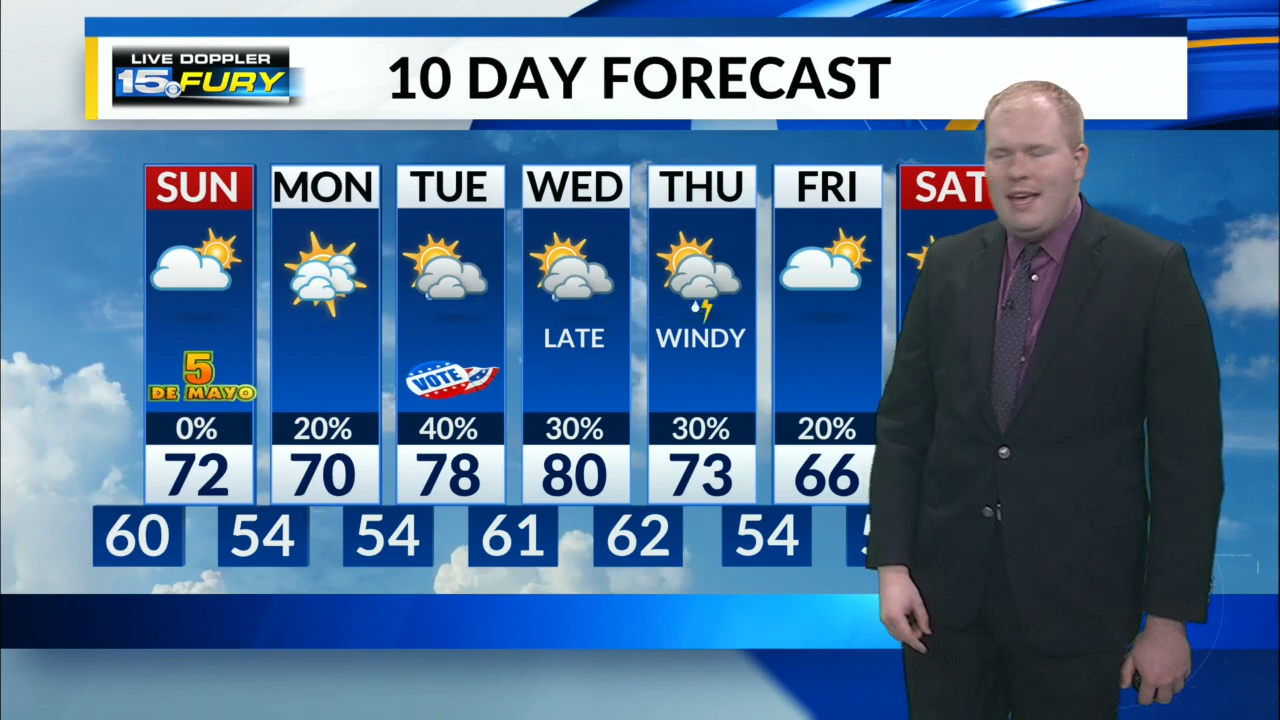 LIVE DOPPLER
15 FURY
10 DAY FORECAST
SUN MON TUE WED THU FRI SAT
LATE WINDY
5
DE MAYO
VOTE
0% 20% 40% 30% 30% 20%
72 70 78 80 73 66
60 54 54 61 62 54